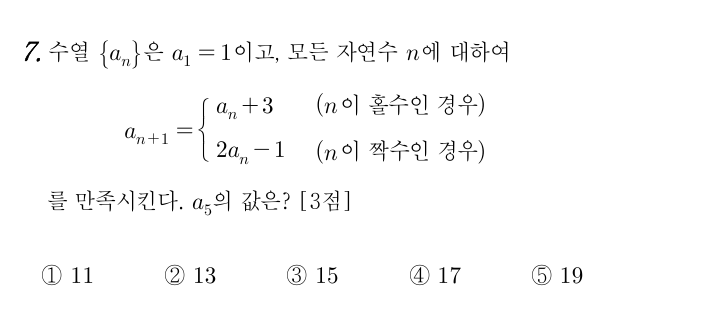 7. 수열 {aₙ}은 a₁ = 1이고, 모든 자연수 n에 대하여
aₙ₊₁ = { aₙ + 3 (n이 홀수인 경우)
2aₙ − 1 (n이 짝수인 경우)
를 만족시킨다. a₅의 값은? [3점]
① 11 ② 13 ③ 15 ④ 17 ⑤ 19